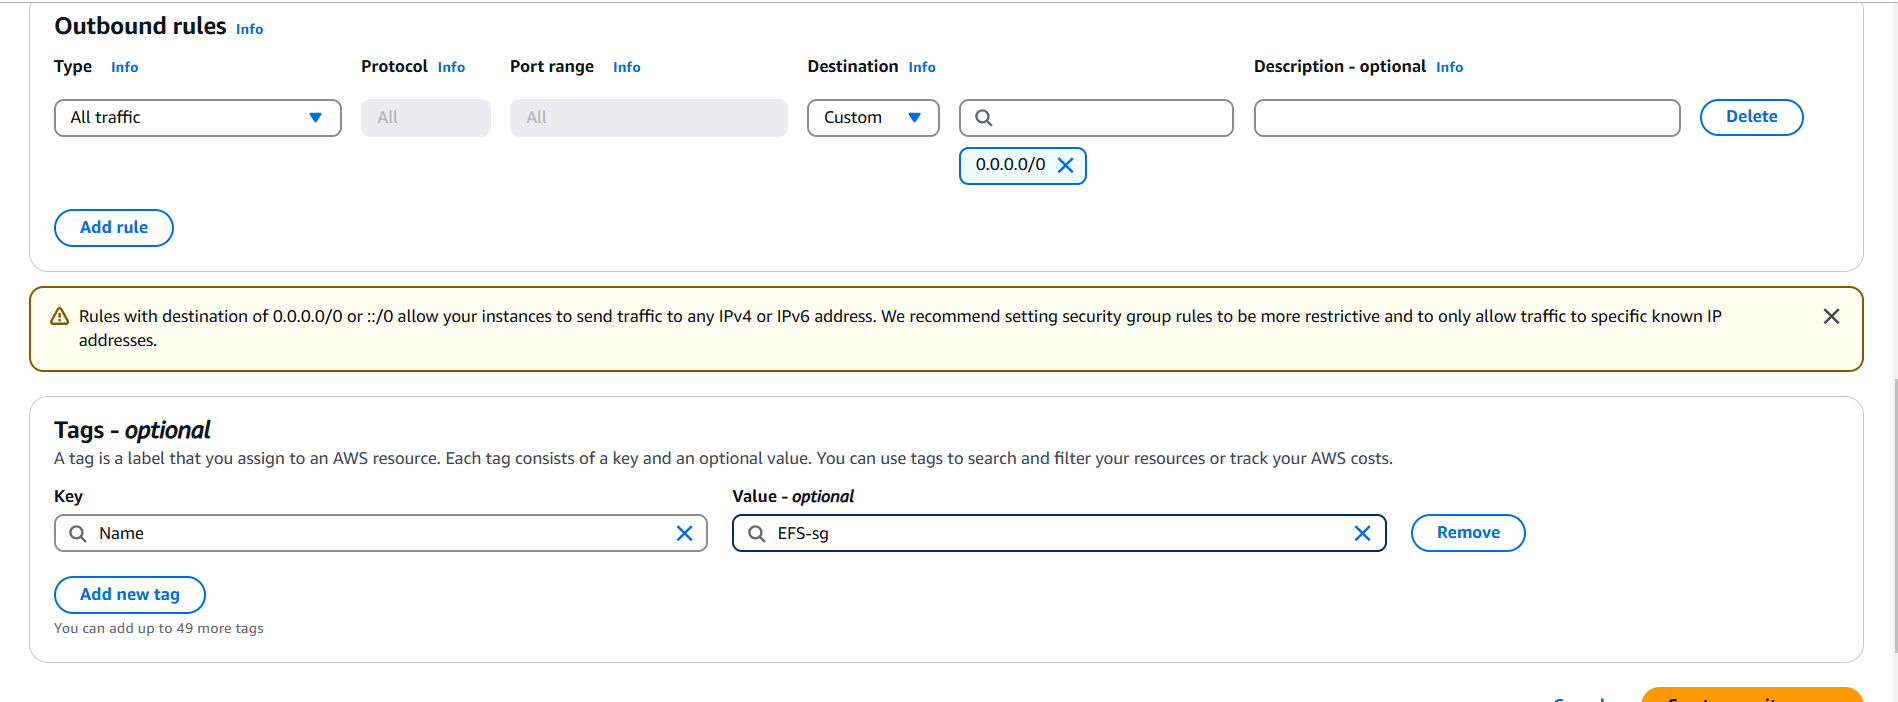 Outbound rules Info
Type Info Protocol Info Port range Info Destination Info Description - optional Info
All traffic All All Custom Delete
0.0.0.0/0
Add rule
Rules with destination of 0.0.0.0/0 or ::/0 allow your instances to send traffic to any IPv4 or IPv6 address. We recommend setting security group rules to be more restrictive and to only allow traffic to specific known IP
addresses.
Tags - optional
A tag is a label that you assign to an AWS resource. Each tag consists of a key and an optional value. You can use tags to search and filter your resources or track your AWS costs.
Key Value - optional
Name EFS-sg Remove
Add new tag
You can add up to 49 more tags